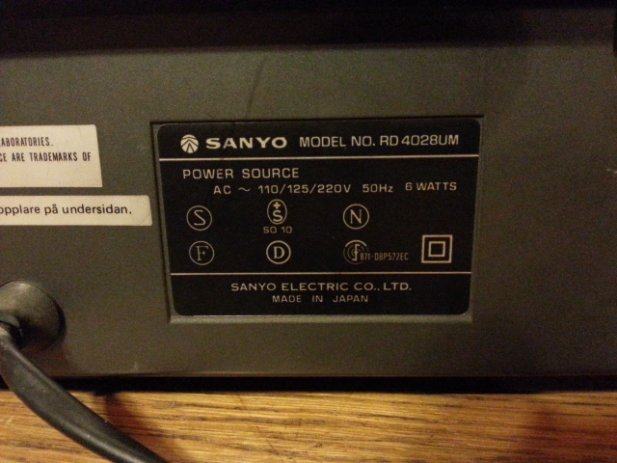 LABORATORIES.
CE ARE TRADEMARKS OF
opplare på undersidan.
SANYO MODEL NO. RD 4028UM
POWER SOURCE
AC ~ 110/125/220V 50Hz 6 WATTS
S +S N
SO 10
F D
SANYO ELECTRIC CO., LTD.
MADE IN JAPAN